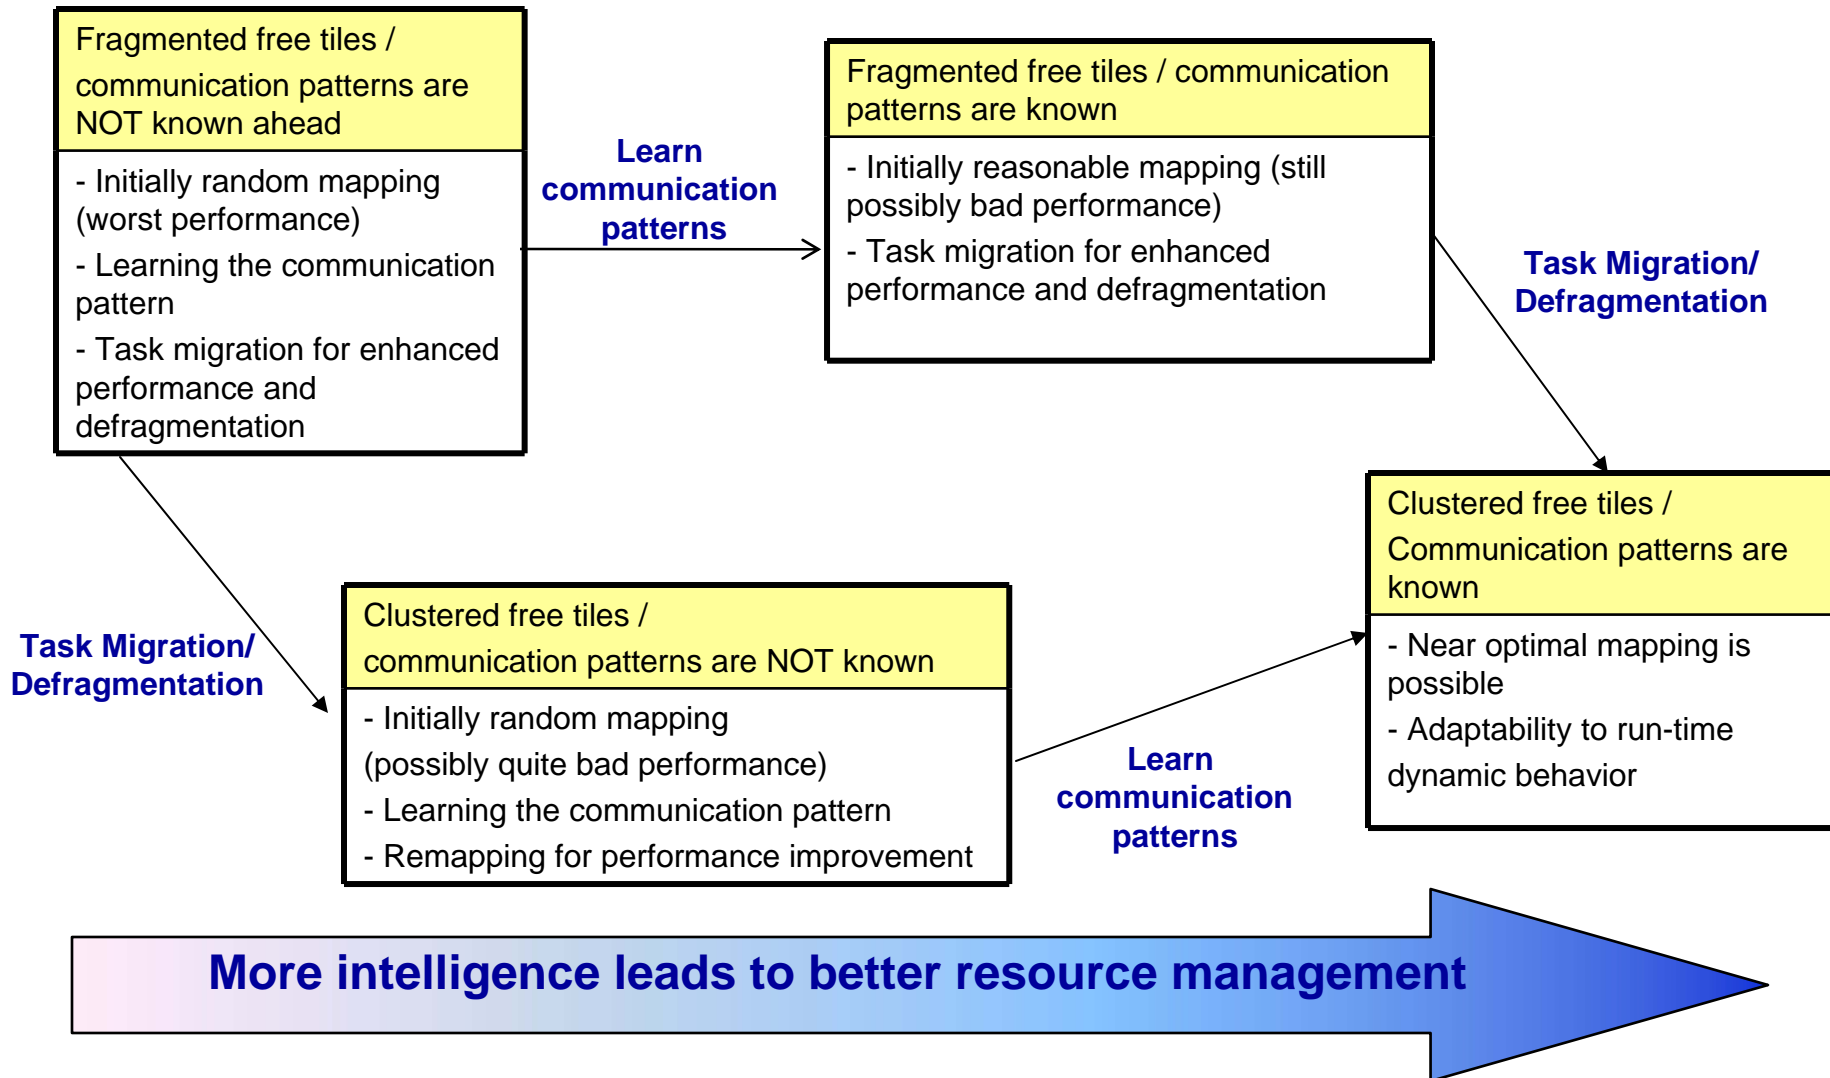 Fragmented free tiles /
communication patterns are
NOT known ahead
- Initially random mapping
(worst performance)
- Learning the communication
pattern
- Task migration for enhanced
performance and
defragmentation
Learn
communication
patterns
Fragmented free tiles / communication
patterns are known
- Initially reasonable mapping (still
possibly bad performance)
- Task migration for enhanced
performance and defragmentation
Task Migration/
Defragmentation
Task Migration/
Defragmentation
Clustered free tiles /
communication patterns are NOT known
- Initially random mapping
(possibly quite bad performance)
- Learning the communication pattern
- Remapping for performance improvement
Learn
communication
patterns
Clustered free tiles /
Communication patterns are
known
- Near optimal mapping is
possible
- Adaptability to run-time
dynamic behavior
More intelligence leads to better resource management